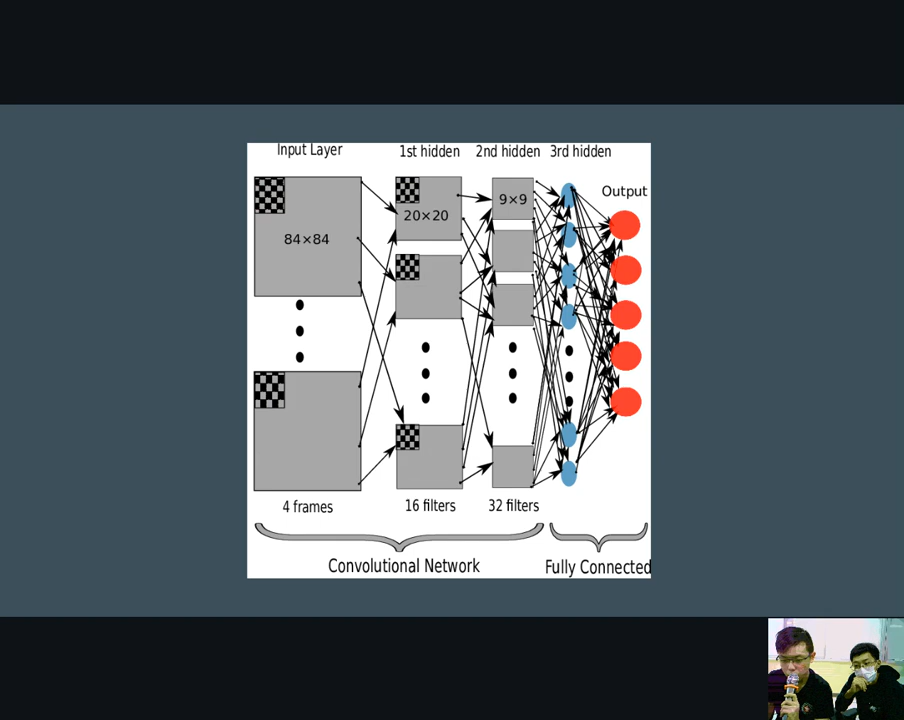 Input Layer
1st hidden
2nd hidden
3rd hidden
Output
84×84
20×20
9×9
4 frames
16 filters
32 filters
Convolutional Network
Fully Connected